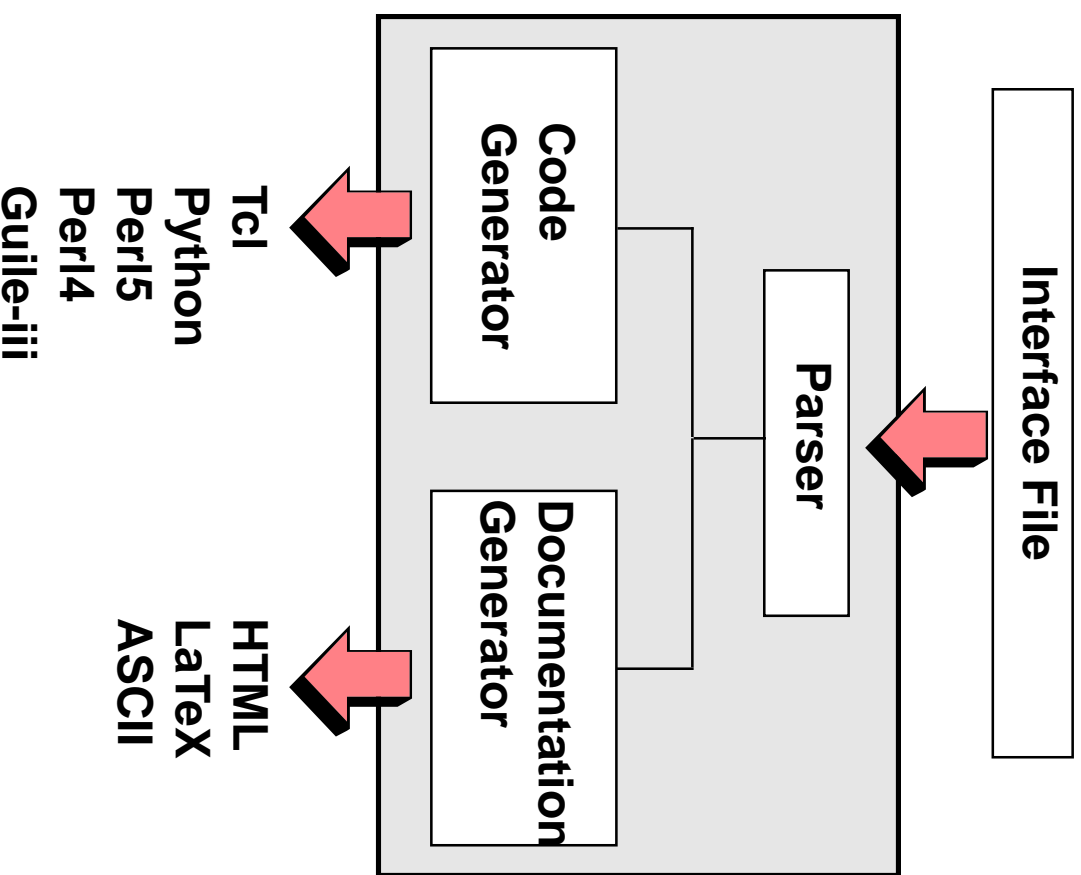 Interface File
Parser
Code
Generator
Documentation
Generator
Tcl
Python
Perl5
Perl4
Guile-iii
HTML
LaTeX
ASCII